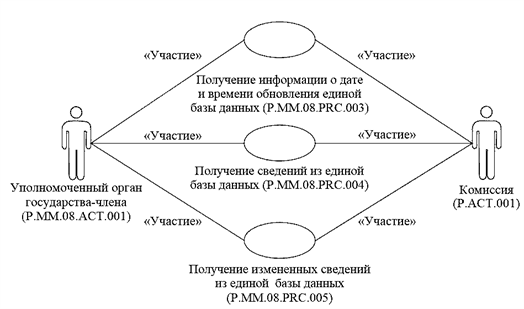 «Участие»
«Участие»
Получение информации о дате
и времени обновления единой
базы данных (P.MM.08.PRC.003)
«Участие»
«Участие»
Уполномоченный орган
государства-члена
(P.MM.08.ACT.001)
Получение сведений из единой
базы данных (P.MM.08.PRC.004)
Комиссия
(P.ACT.001)
«Участие»
«Участие»
Получение измененных сведений
из единой базы данных
(P.MM.08.PRC.005)